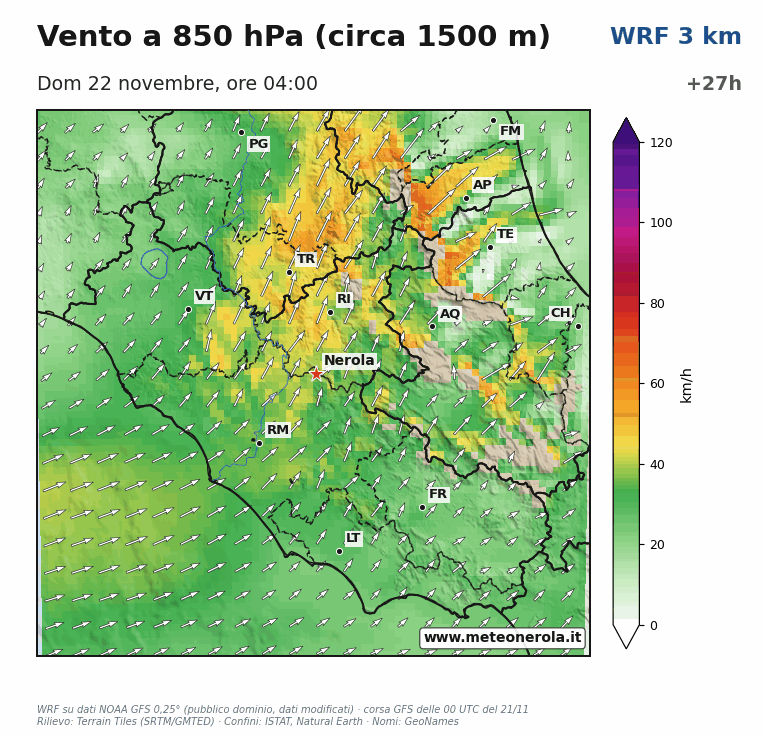 Vento a 850 hPa (circa 1500 m)
WRF 3 km
Dom 22 novembre, ore 04:00
+27h
PG
FM
AP
TE
TR
VT
RI
AQ
CH
Nerola
RM
FR
LT
www.meteonerola.it
120
100
80
60
40
20
0
km/h
WRF su dati NOAA GFS 0,25° (pubblico dominio, dati modificati) · corsa GFS delle 00 UTC del 21/11
Rilievo: Terrain Tiles (SRTM/GMTED) · Confini: ISTAT, Natural Earth · Nomi: GeoNames